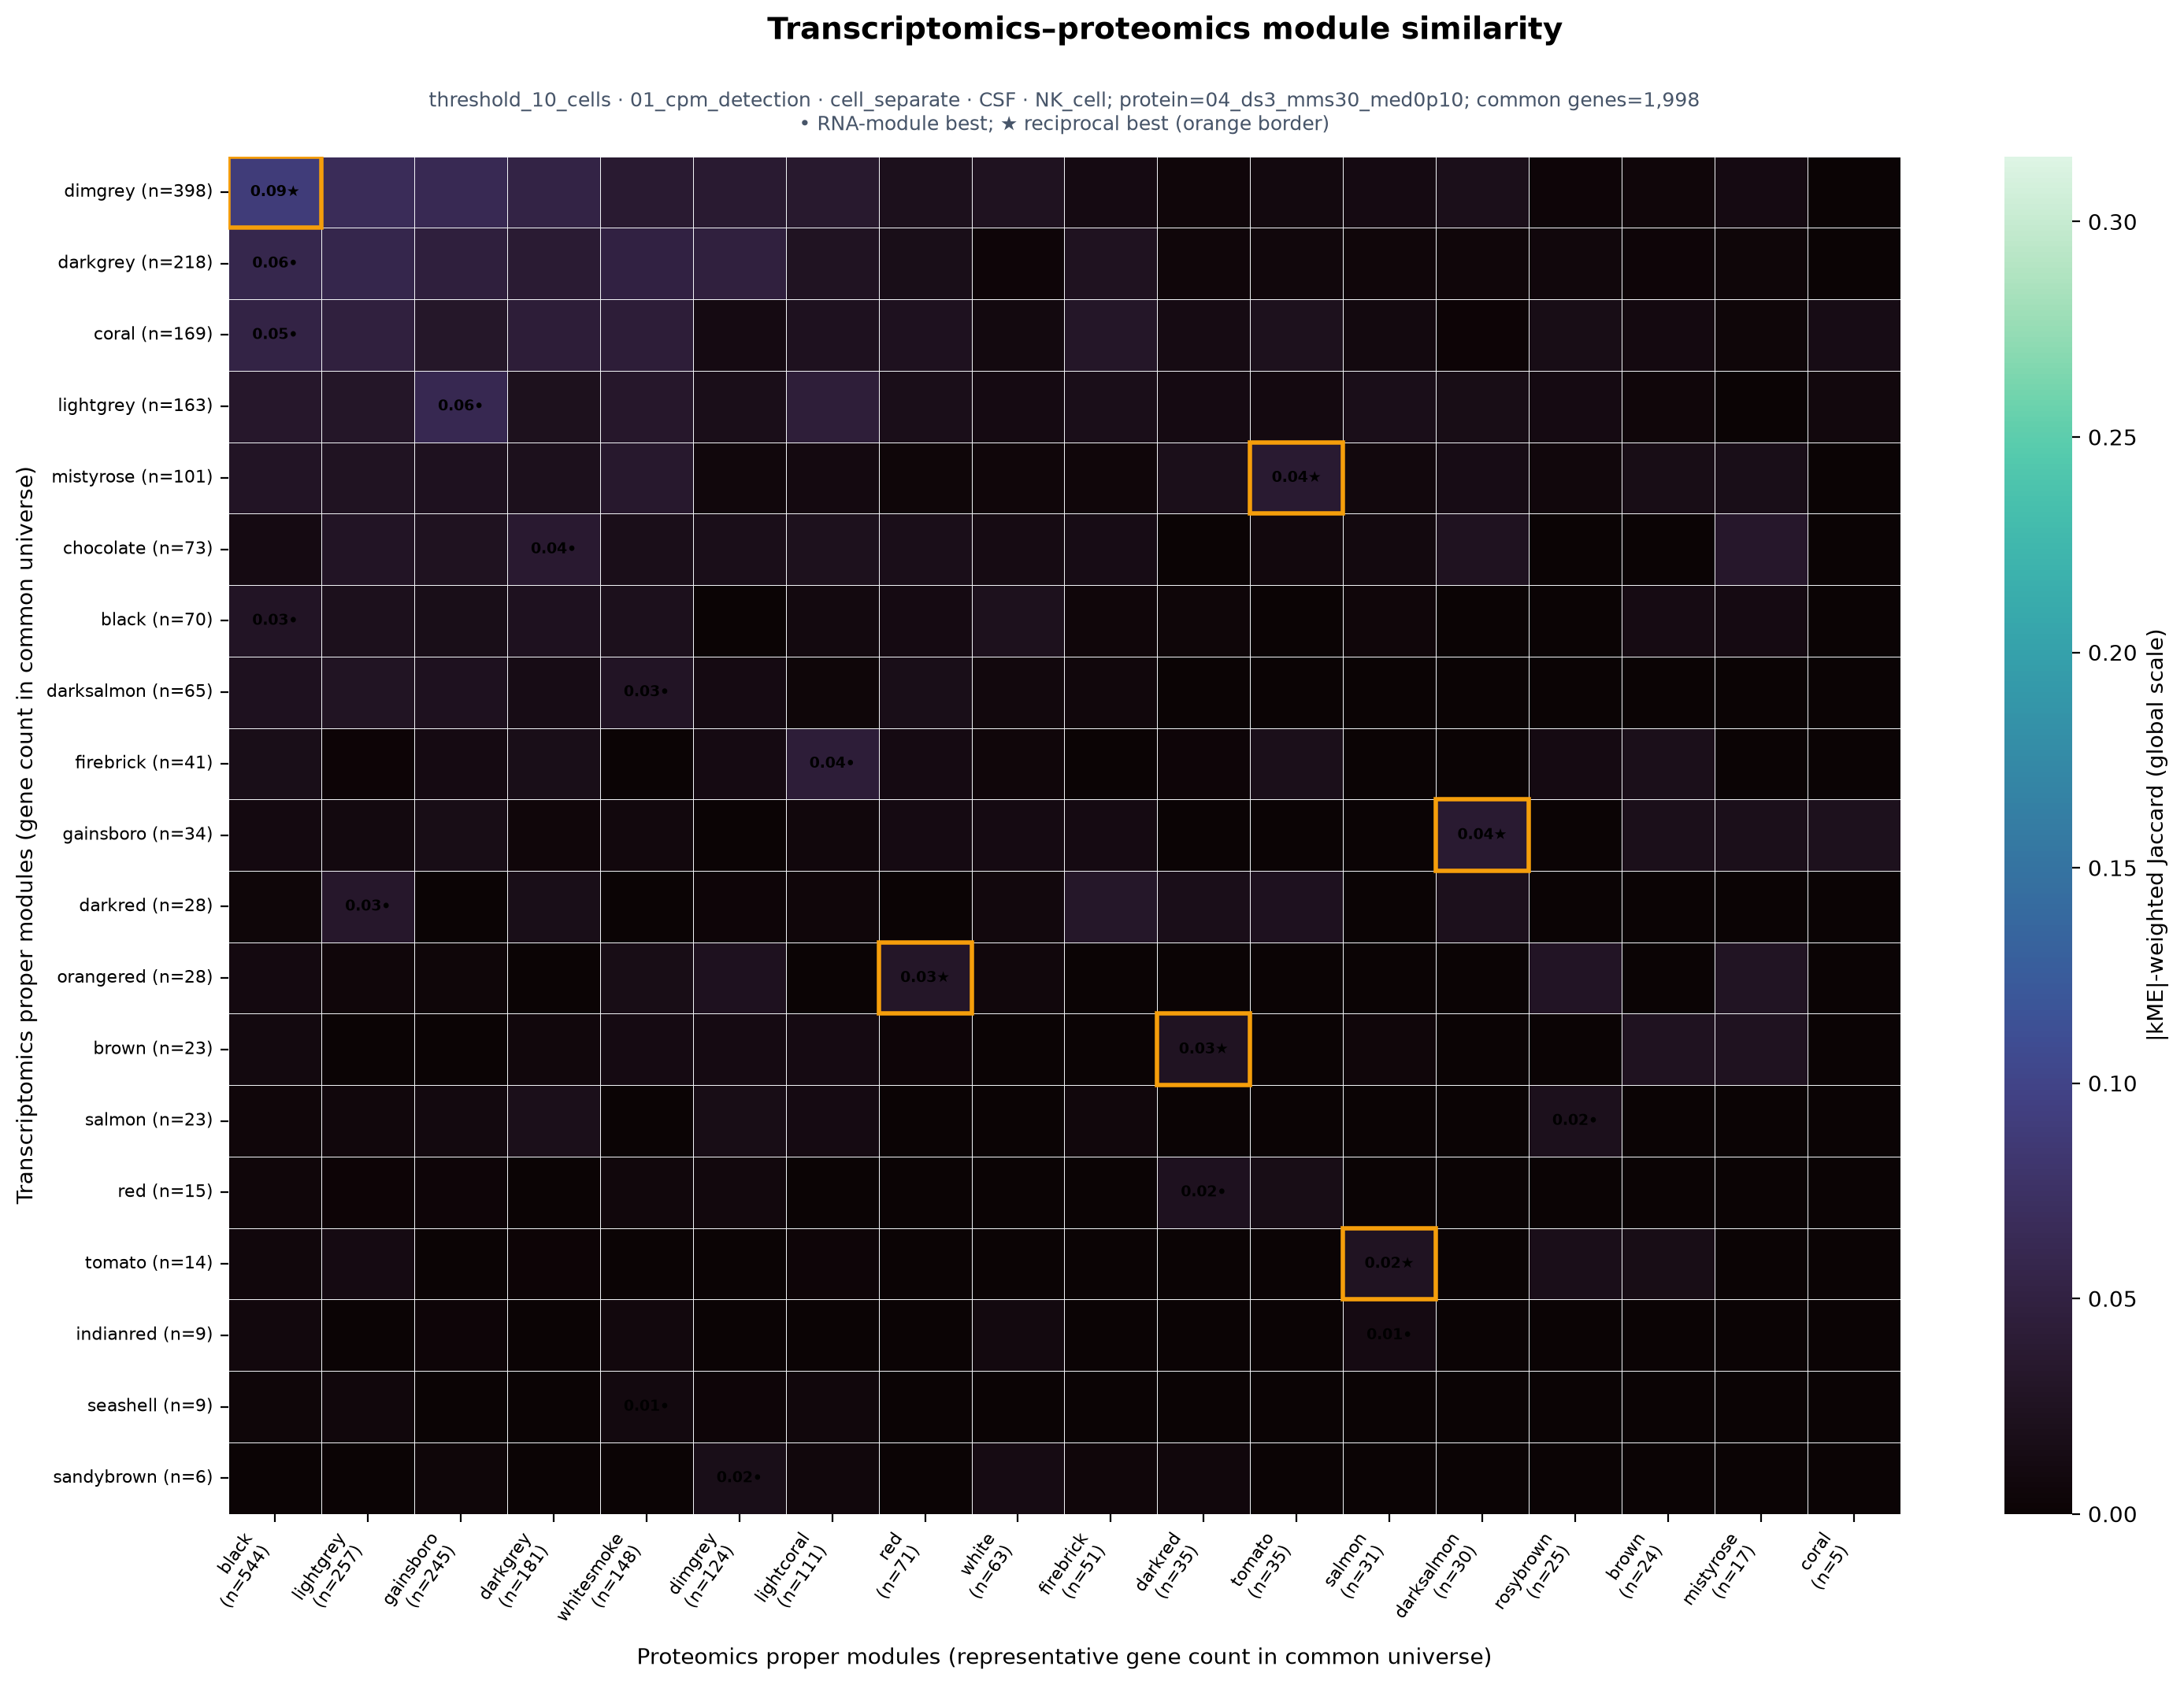 Transcriptomics–proteomics module similarity
threshold_10_cells · 01_cpm_detection · cell_separate · CSF · NK_cell; protein=04_ds3_mms30_med0p10; common genes=1,998
• RNA-module best; ★ reciprocal best (orange border)
Transcriptomics proper modules (gene count in common universe)
dimgrey (n=398)
0.09★
darkgrey (n=218)
0.06•
coral (n=169)
0.05•
lightgrey (n=163)
0.06•
mistyrose (n=101)
0.04★
chocolate (n=73)
0.04•
black (n=70)
0.03•
darksalmon (n=65)
0.03•
firebrick (n=41)
0.04•
gainsboro (n=34)
0.04★
darkred (n=28)
0.03•
orangered (n=28)
0.03★
brown (n=23)
0.03★
salmon (n=23)
0.02•
red (n=15)
0.02•
tomato (n=14)
0.02★
indianred (n=9)
0.01•
seashell (n=9)
0.01•
sandybrown (n=6)
0.02•
black
(n=544)
lightgrey
(n=257)
gainsboro
(n=245)
darkgrey
(n=181)
whitesmoke
(n=148)
dimgrey
(n=124)
lightcoral
(n=111)
red
(n=71)
white
(n=63)
firebrick
(n=51)
darkred
(n=35)
tomato
(n=35)
salmon
(n=31)
darksalmon
(n=30)
rosybrown
(n=25)
brown
(n=24)
mistyrose
(n=17)
coral
(n=5)
Proteomics proper modules (representative gene count in common universe)
0.30
0.25
0.20
0.15
0.10
0.05
0.00
|kME|-weighted Jaccard (global scale)